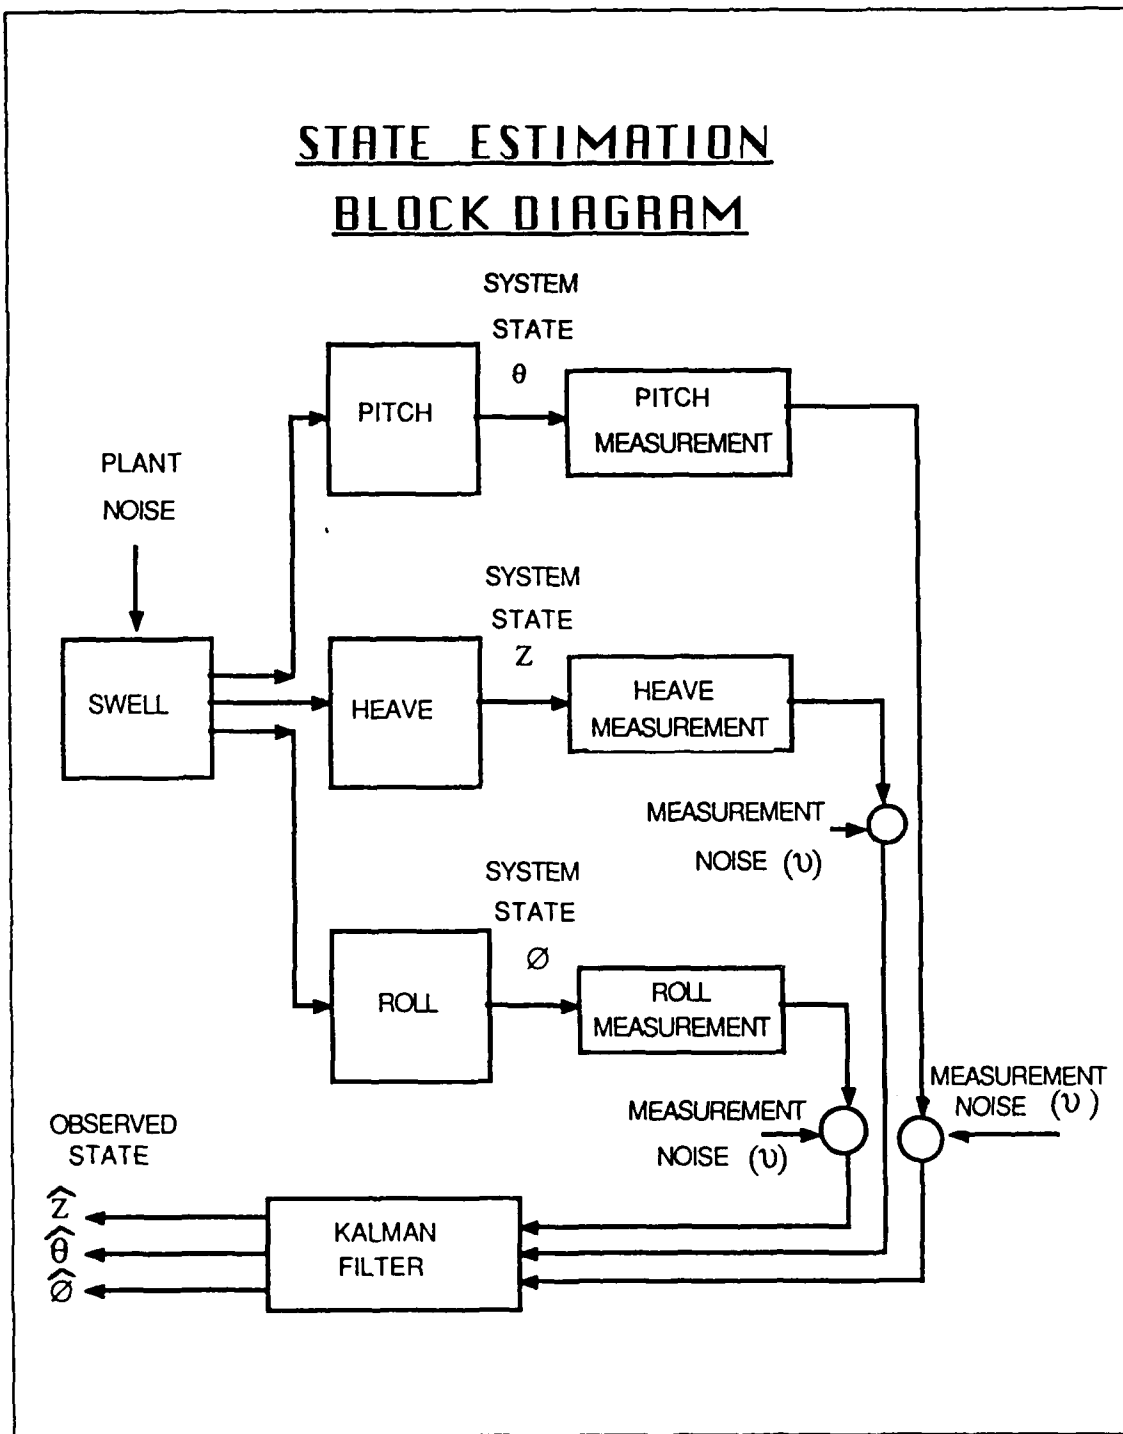 STATE ESTIMATION
BLOCK DIAGRAM
SYSTEM
STATE
θ
PITCH
PITCH
MEASUREMENT
PLANT
NOISE
SWELL
SYSTEM
STATE
Z
HEAVE
HEAVE
MEASUREMENT
MEASUREMENT
NOISE (υ)
SYSTEM
STATE
Ø
ROLL
ROLL
MEASUREMENT
MEASUREMENT
NOISE (υ)
MEASUREMENT
NOISE (υ)
OBSERVED
STATE
Ẑ
θ̂
Ø̂
KALMAN
FILTER